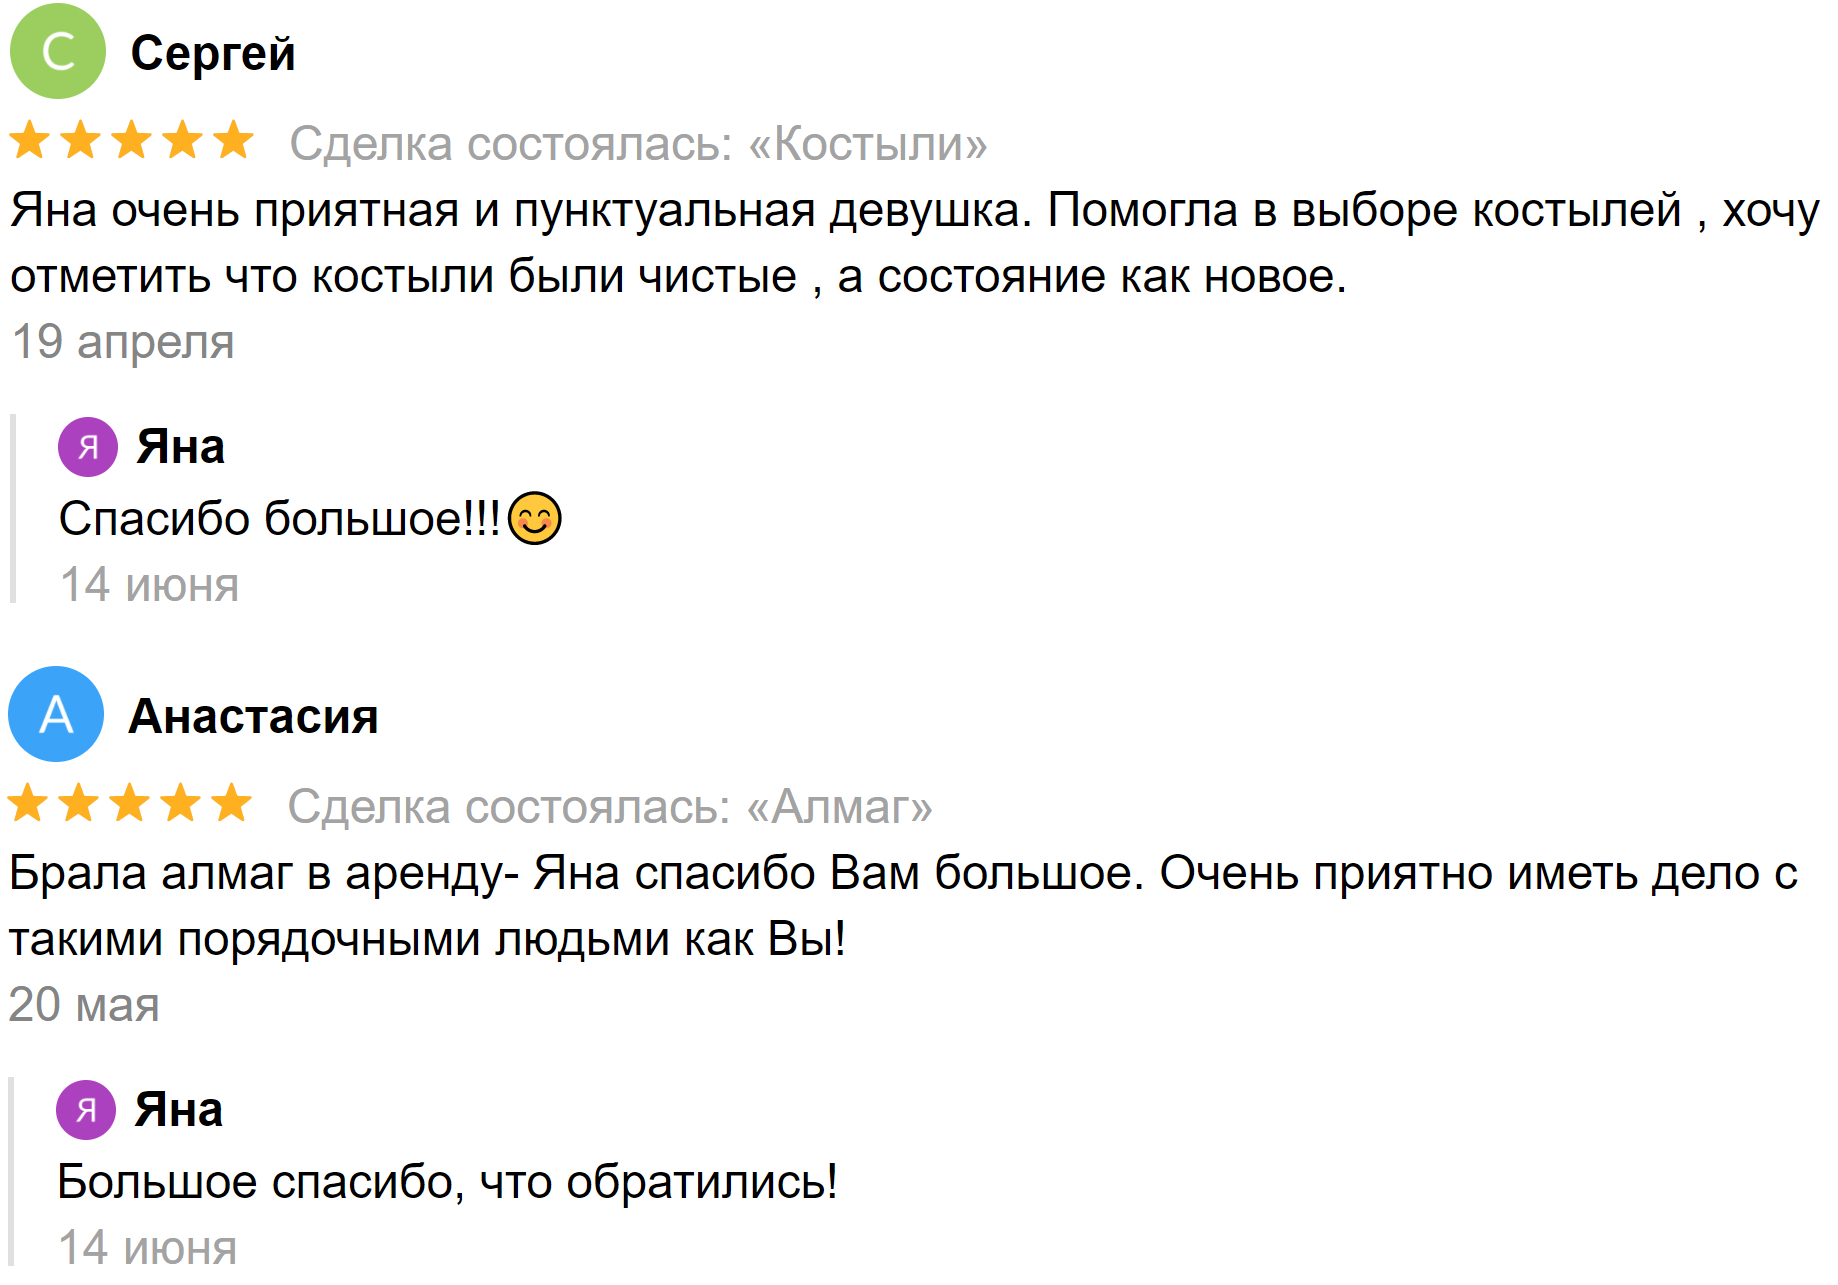 С Сергей
Сделка состоялась: «Костыли»
Яна очень приятная и пунктуальная девушка. Помогла в выборе костылей , хочу
отметить что костыли были чистые , а состояние как новое.
19 апреля
Я Яна
Спасибо большое!!!😊
14 июня
А Анастасия
Сделка состоялась: «Алмаг»
Брала алмаг в аренду- Яна спасибо Вам большое. Очень приятно иметь дело с
такими порядочными людьми как Вы!
20 мая
Я Яна
Большое спасибо, что обратились!
14 июня